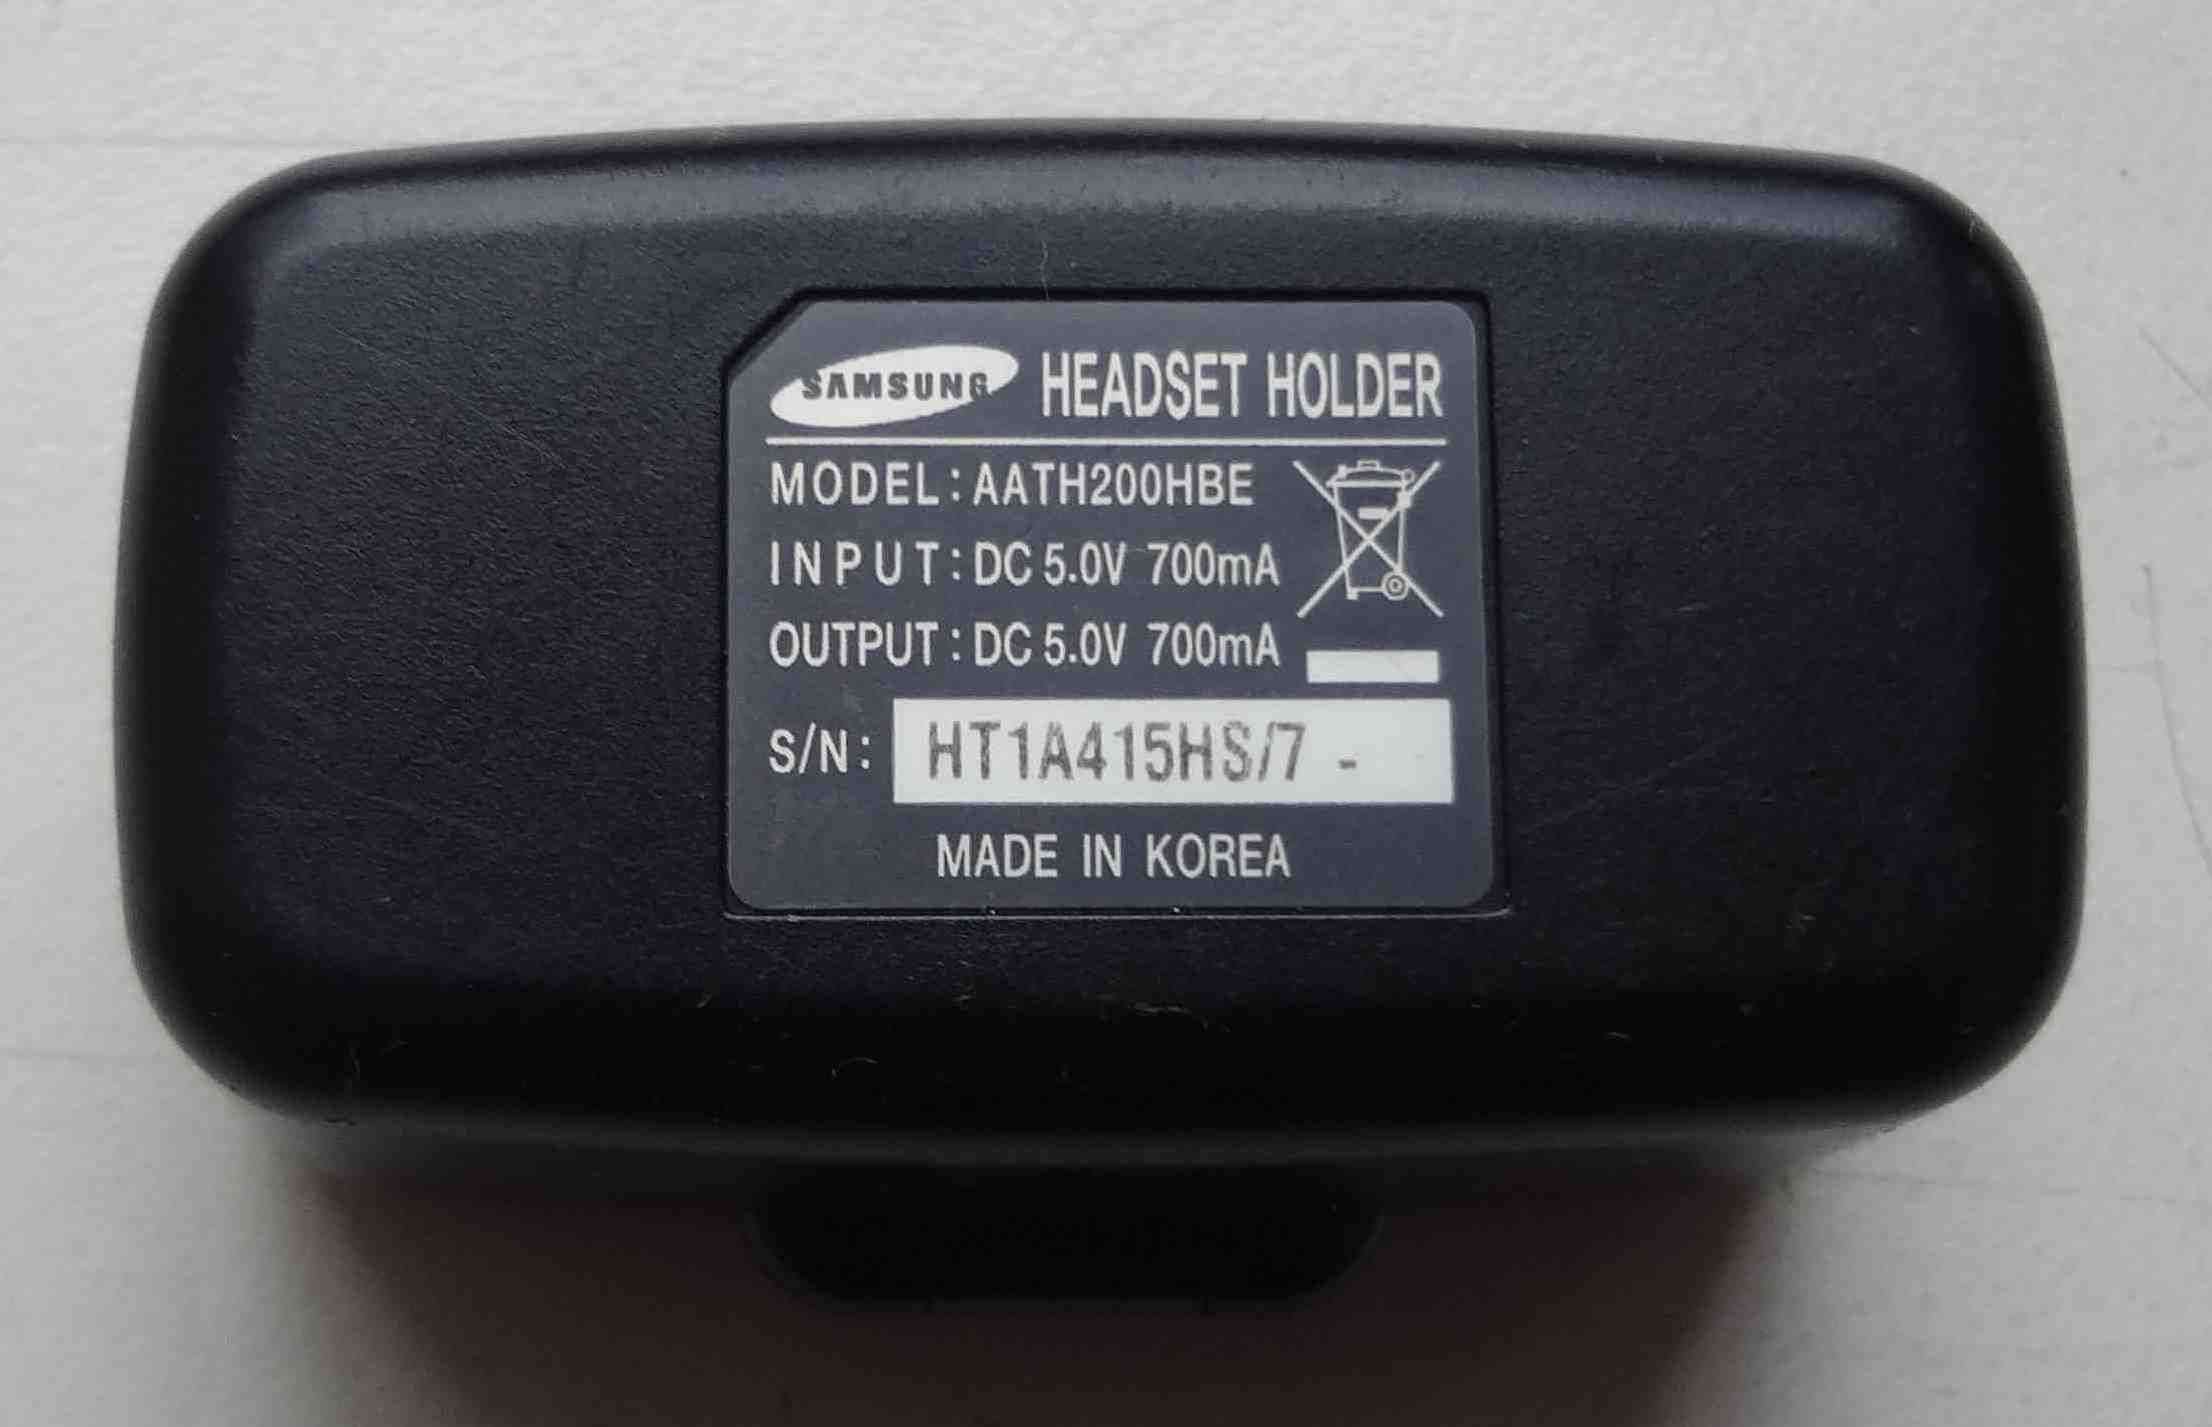 SAMSUNG HEADSET HOLDER
MODEL:AATH200HBE
INPUT:DC 5.0V 700mA
OUTPUT:DC 5.0V 700mA
S/N: HT1A415HS/7 -
MADE IN KOREA